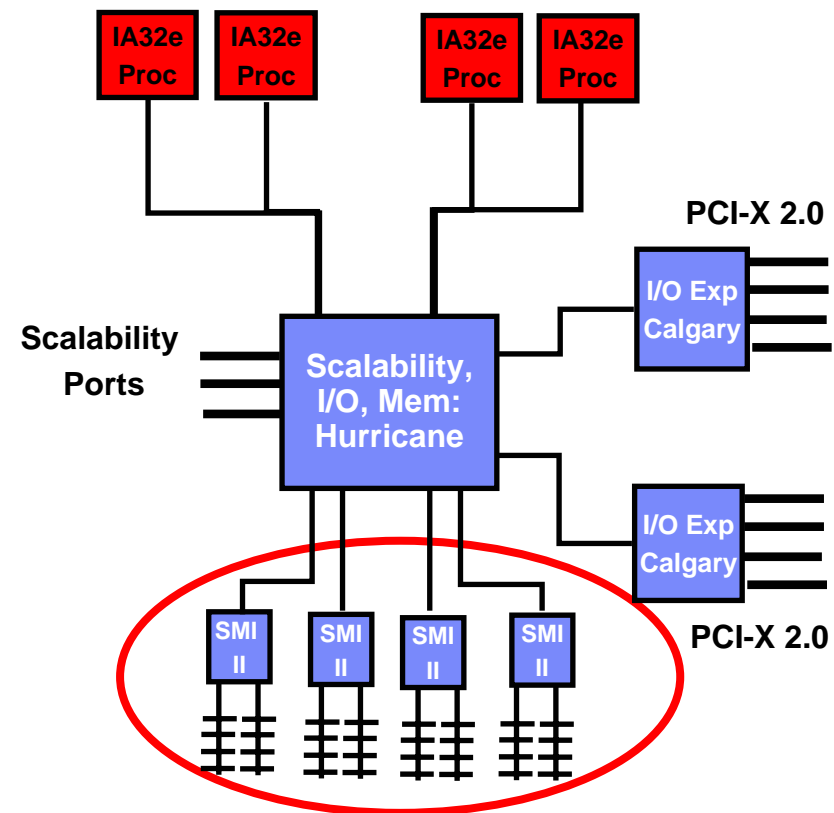 IA32e
Proc
IA32e
Proc
IA32e
Proc
IA32e
Proc
PCI-X 2.0
I/O Exp
Calgary
Scalability
Ports
Scalability,
I/O, Mem:
Hurricane
I/O Exp
Calgary
PCI-X 2.0
SMI
II
SMI
II
SMI
II
SMI
II